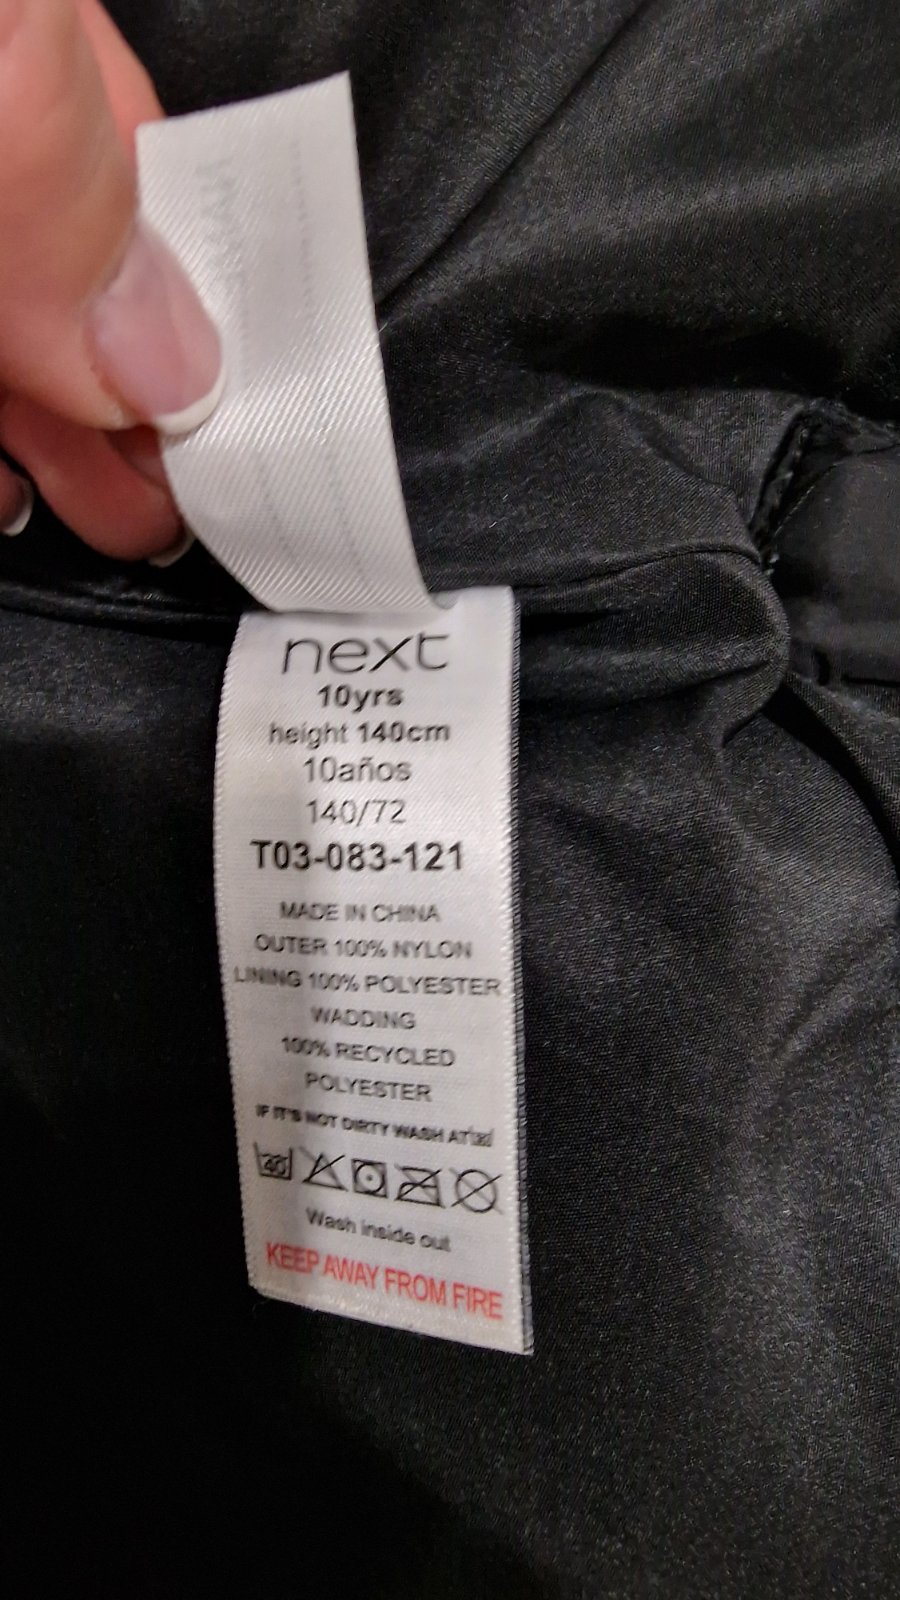 next
10yrs
height 140cm
10años
140/72
T03-083-121
MADE IN CHINA
OUTER 100% NYLON
LINING 100% POLYESTER
WADDING
100% RECYCLED
POLYESTER
IF IT'S NOT DIRTY WASH AT
40
Wash inside out
KEEP AWAY FROM FIRE